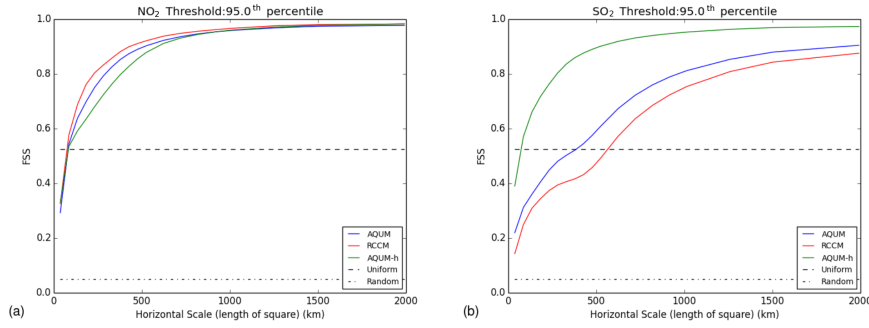 NO2 Threshold:95.0th percentile
1.0
0.8
0.6
0.4
0.2
0.0
FSS
0
500
1000
1500
2000
Horizontal Scale (length of square) (km)
AQUM
RCCM
AQUM-h
Uniform
Random
(a)
SO2 Threshold:95.0th percentile
1.0
0.8
0.6
0.4
0.2
0.0
FSS
0
500
1000
1500
2000
Horizontal Scale (length of square) (km)
AQUM
RCCM
AQUM-h
Uniform
Random
(b)